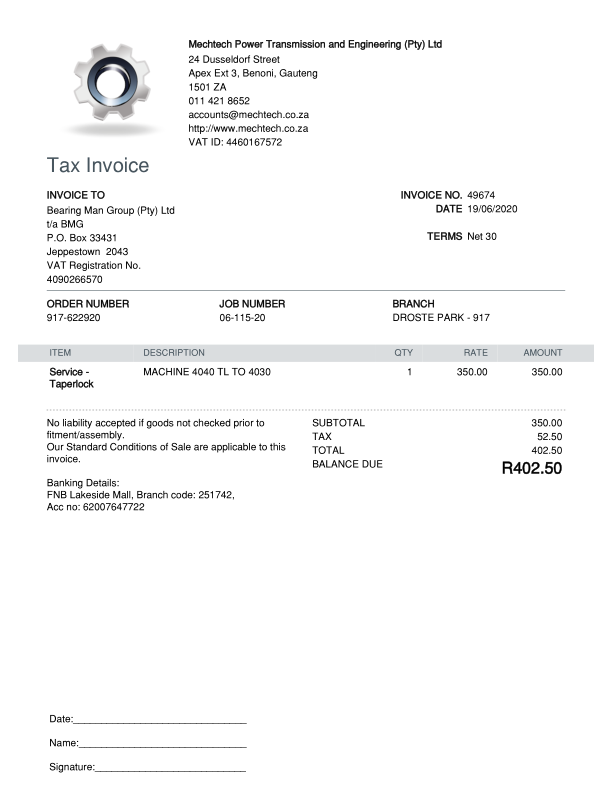 Mechtech Power Transmission and Engineering (Pty) Ltd
24 Dusseldorf Street
Apex Ext 3, Benoni, Gauteng
1501 ZA
011 421 8652
accounts@mechtech.co.za
http://www.mechtech.co.za
VAT ID: 4460167572
Tax Invoice
INVOICE TO
Bearing Man Group (Pty) Ltd
t/a BMG
P.O. Box 33431
Jeppestown 2043
VAT Registration No.
4090266570
INVOICE NO. 49674
DATE 19/06/2020
TERMS Net 30
ORDER NUMBER JOB NUMBER BRANCH
917-622920 06-115-20 DROSTE PARK - 917
ITEM DESCRIPTION QTY RATE AMOUNT
Service - MACHINE 4040 TL TO 4030 1 350.00 350.00
Taperlock
No liability accepted if goods not checked prior to
fitment/assembly.
Our Standard Conditions of Sale are applicable to this
invoice.
Banking Details:
FNB Lakeside Mall, Branch code: 251742,
Acc no: 62007647722
SUBTOTAL 350.00
TAX 52.50
TOTAL 402.50
BALANCE DUE R402.50
Date:_______________________________
Name:______________________________
Signature:___________________________